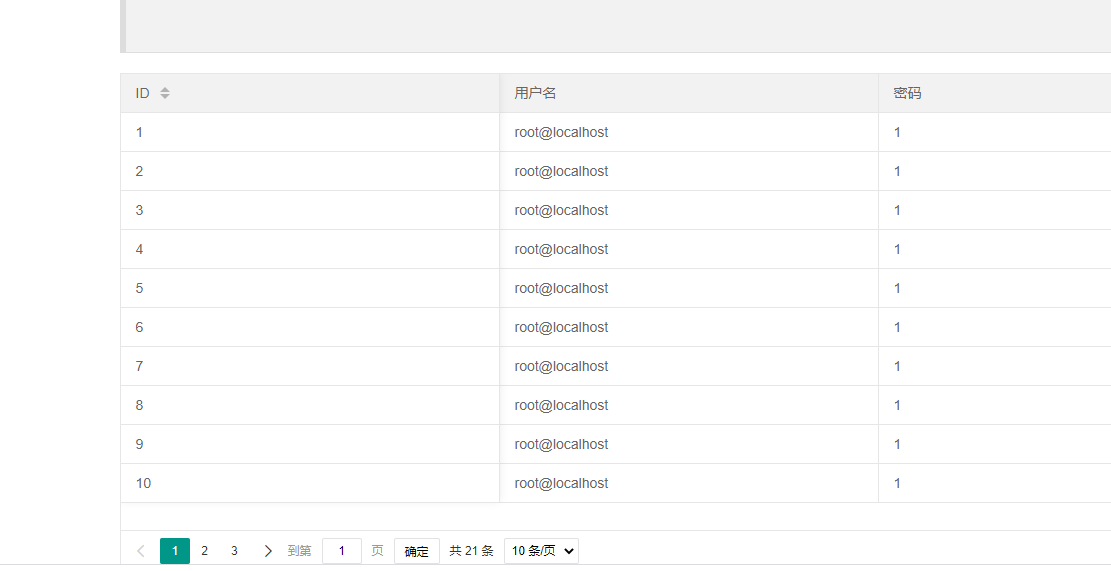 ID 用户名 密码
1 root@localhost 1
2 root@localhost 1
3 root@localhost 1
4 root@localhost 1
5 root@localhost 1
6 root@localhost 1
7 root@localhost 1
8 root@localhost 1
9 root@localhost 1
10 root@localhost 1
1 2 3 到第 1 页 确定 共 21 条 10 条/页